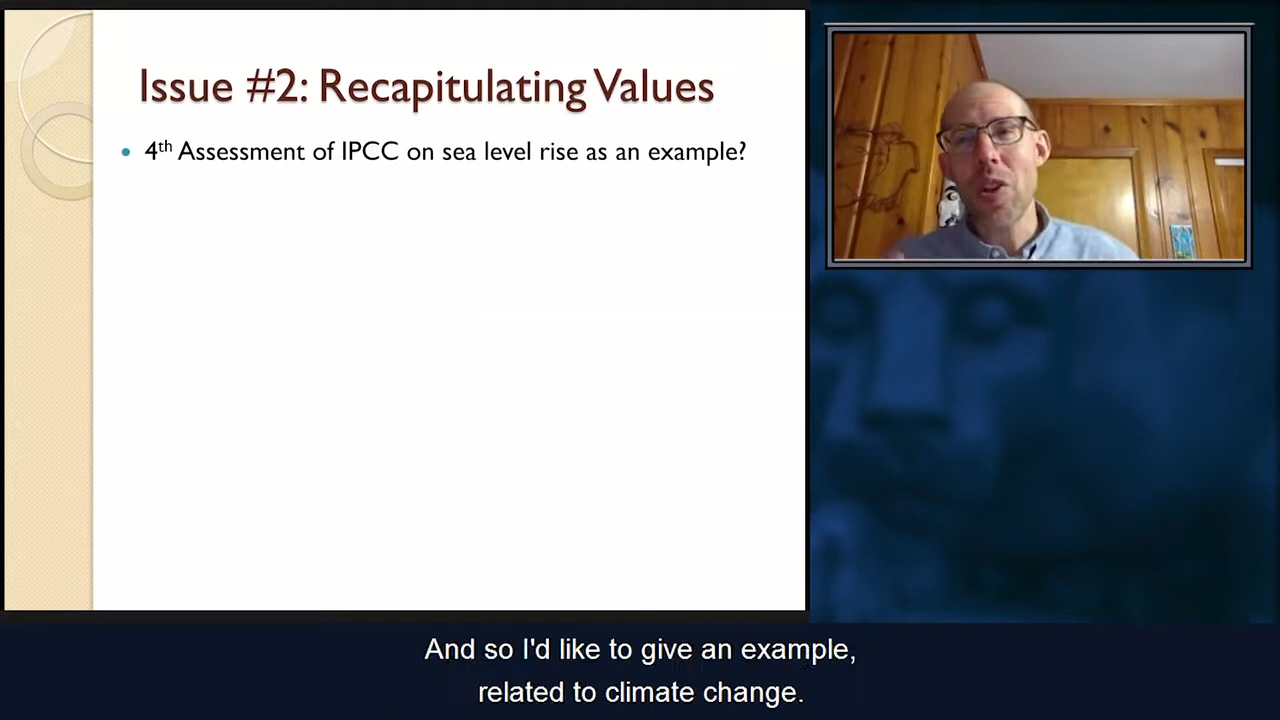 Issue #2: Recapitulating Values
• 4th Assessment of IPCC on sea level rise as an example?
And so I'd like to give an example,
related to climate change.